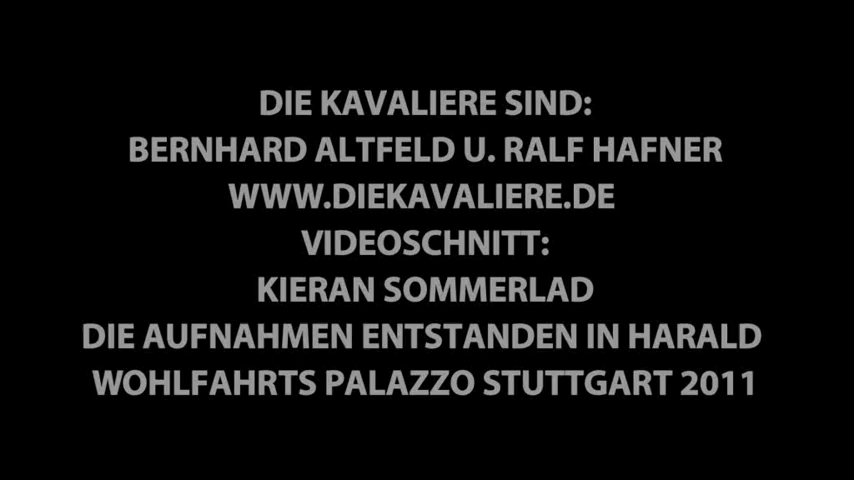 DIE KAVALIERE SIND:
BERNHARD ALTFELD U. RALF HAFNER
WWW.DIEKAVALIERE.DE
VIDEOSCHNITT:
KIERAN SOMMERLAD
DIE AUFNAHMEN ENTSTANDEN IN HARALD
WOHLFAHRTS PALAZZO STUTTGART 2011